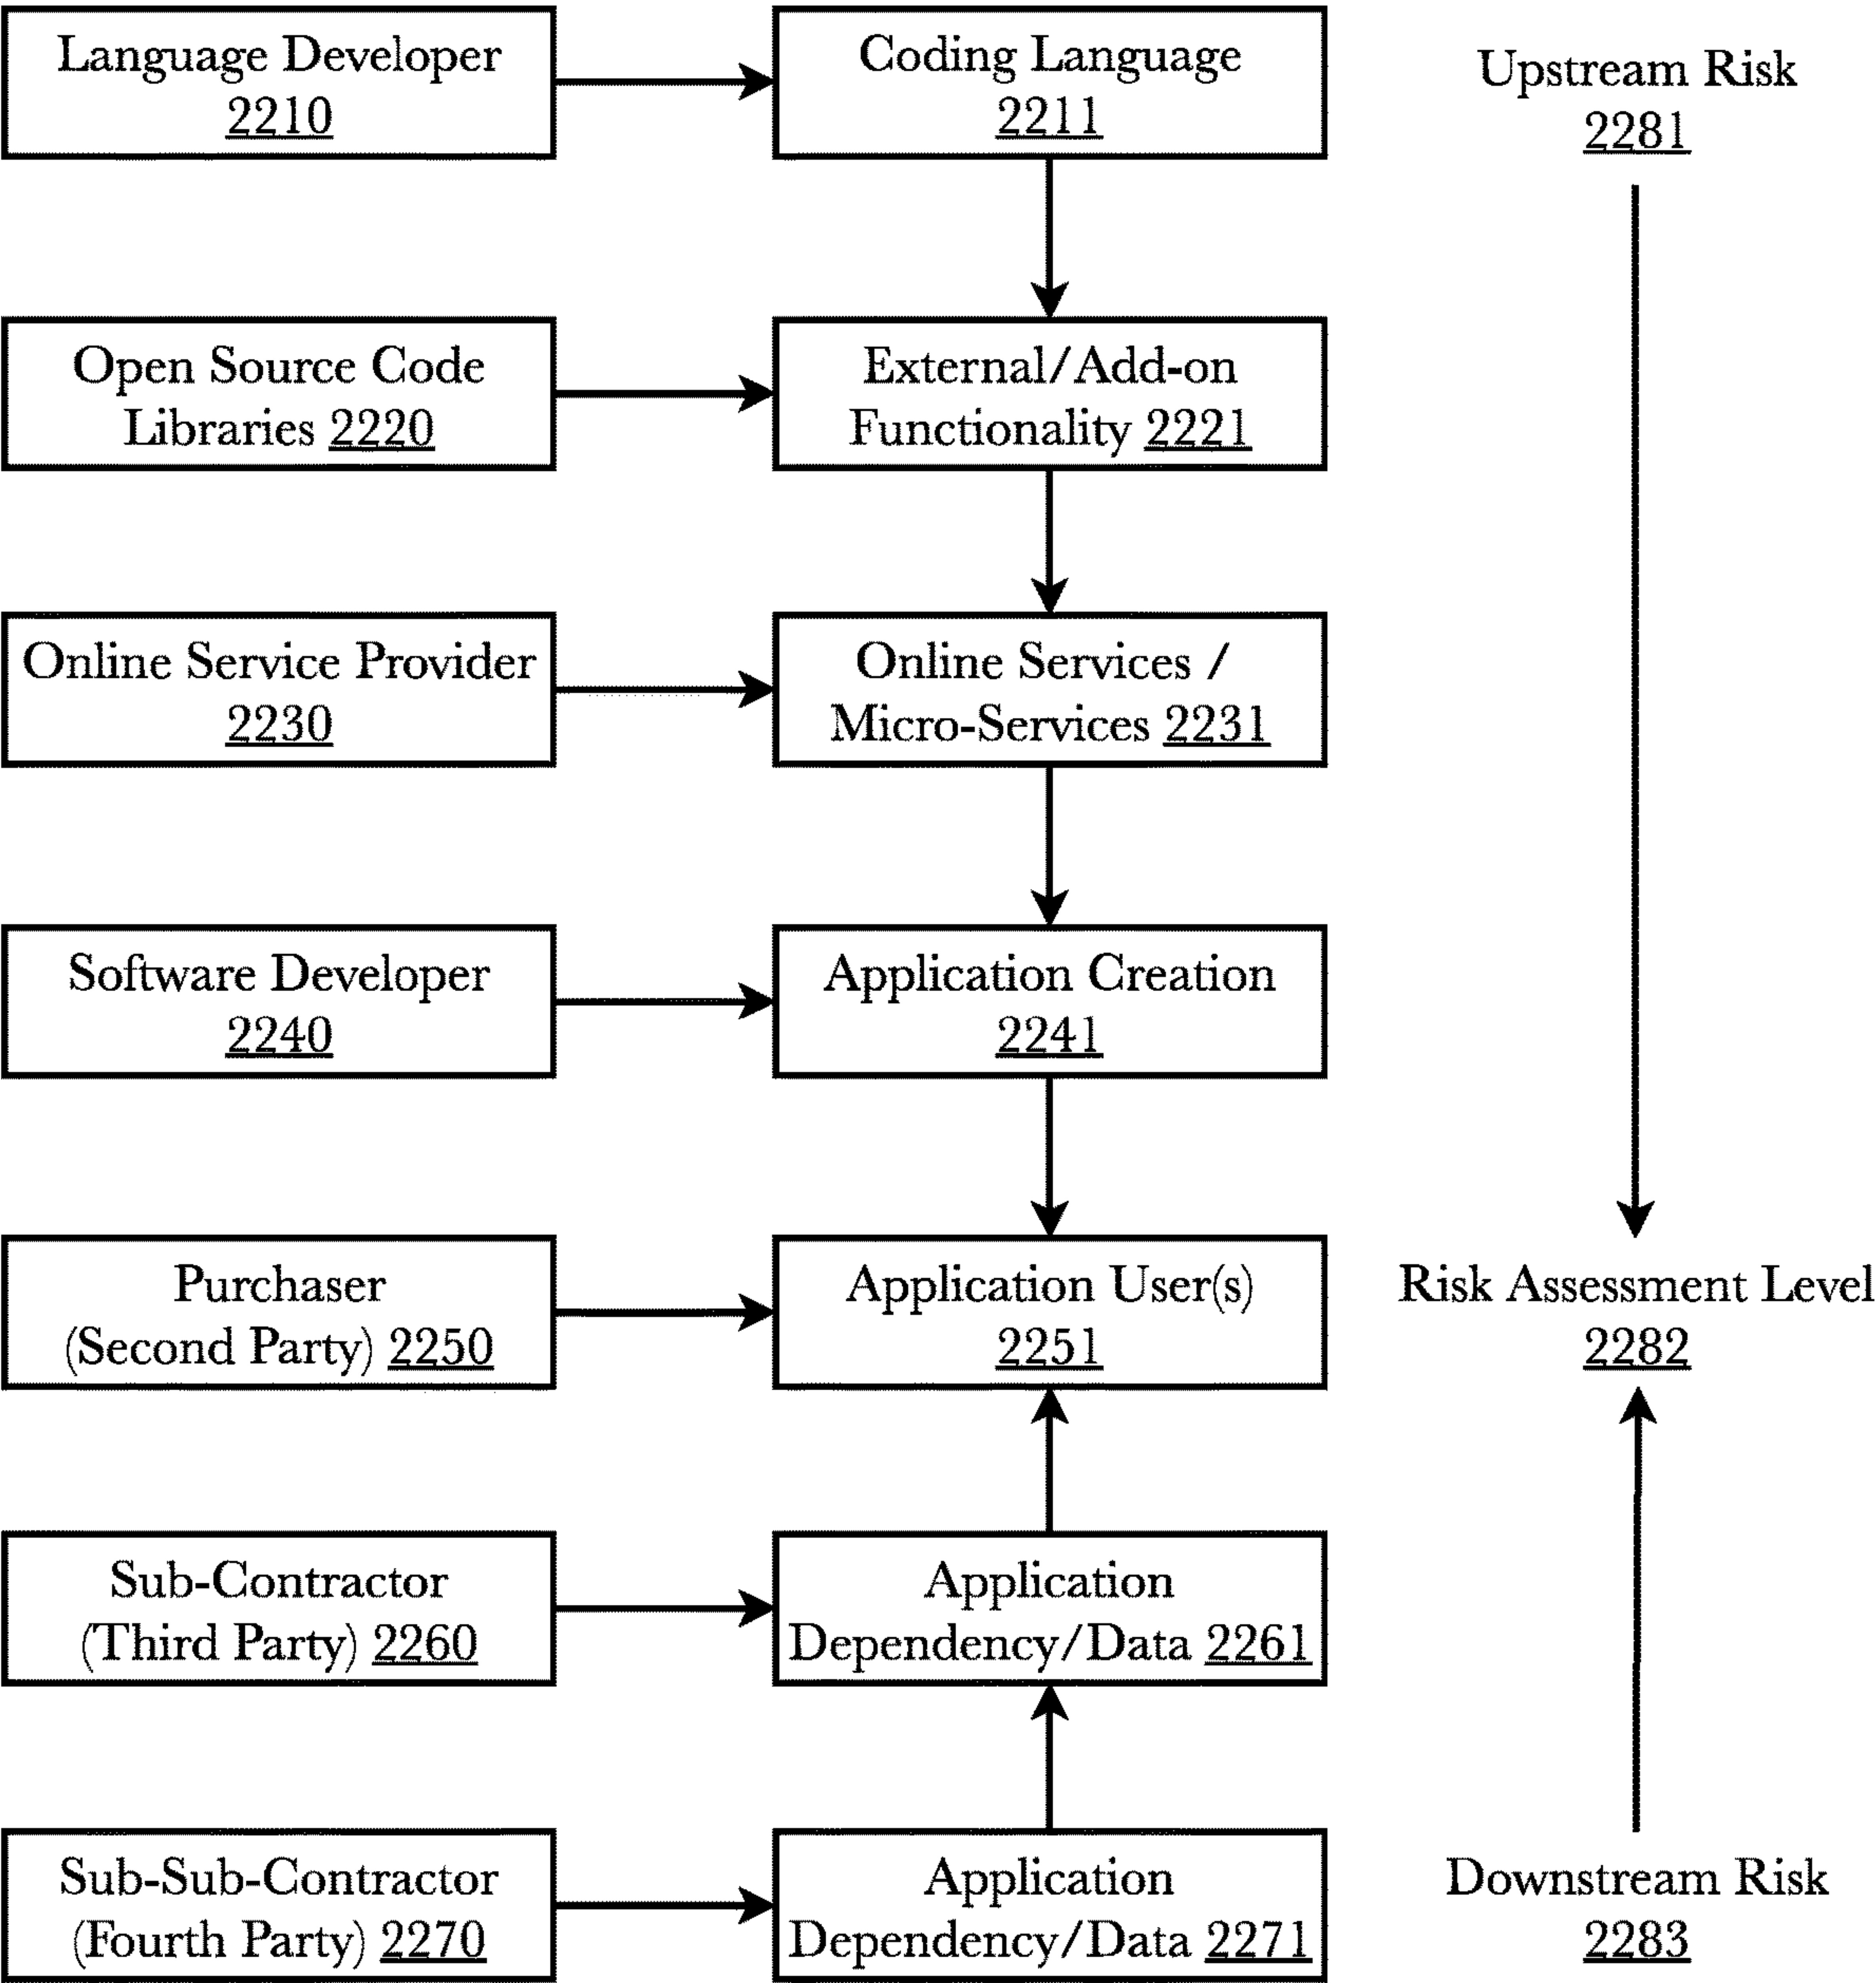 Language Developer
2210
Coding Language
2211
Upstream Risk
2281
Open Source Code
Libraries 2220
External/Add-on
Functionality 2221
Online Service Provider
2230
Online Services /
Micro-Services 2231
Software Developer
2240
Application Creation
2241
Purchaser
(Second Party) 2250
Application User(s)
2251
Risk Assessment Level
2282
Sub-Contractor
(Third Party) 2260
Application
Dependency/Data 2261
Sub-Sub-Contractor
(Fourth Party) 2270
Application
Dependency/Data 2271
Downstream Risk
2283